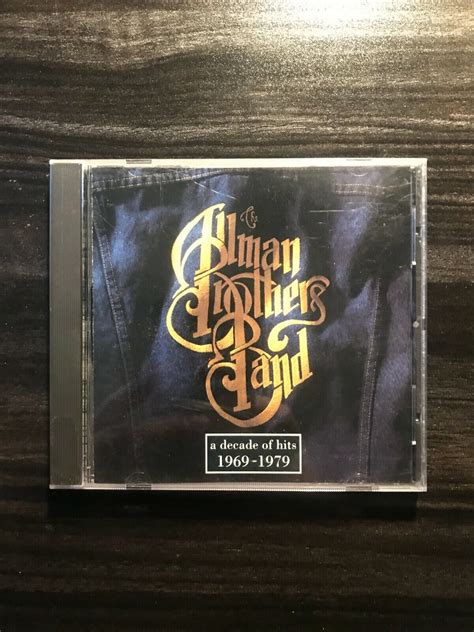 The
Allman
Brothers
Band
a decade of hits
1969-1979